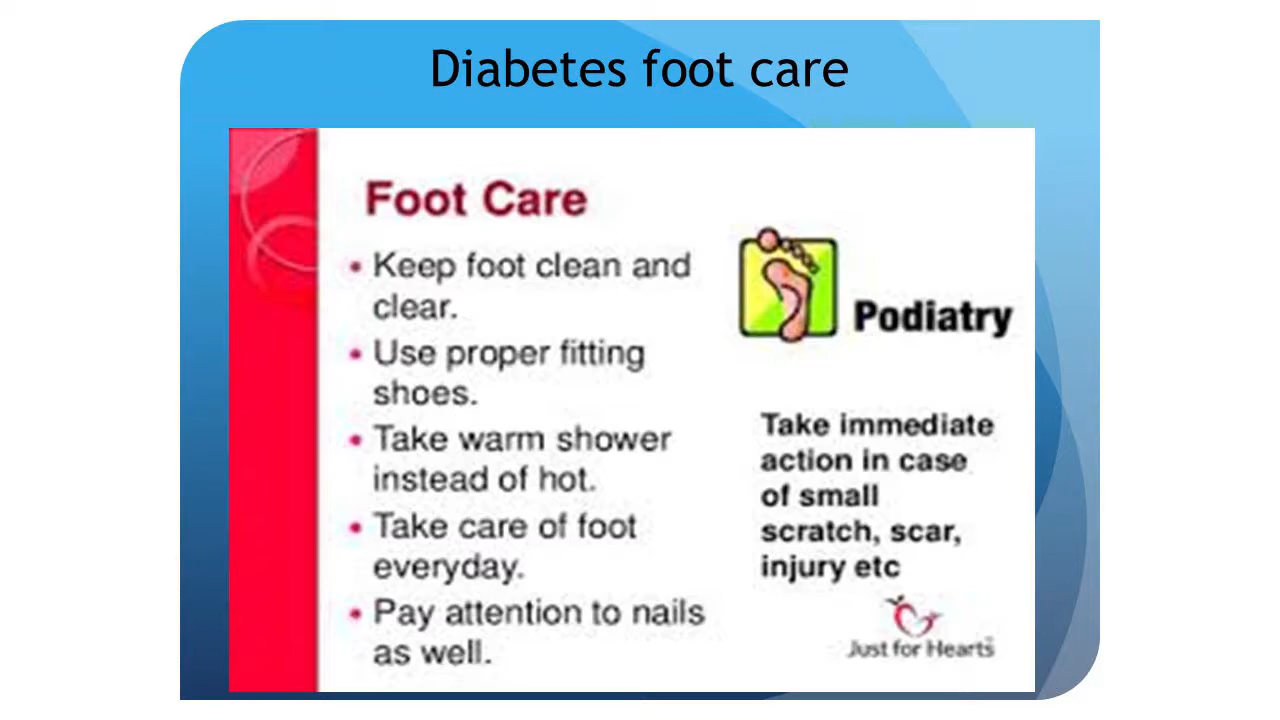 Diabetes foot care
Foot Care
• Keep foot clean and
clear.
• Use proper fitting
shoes.
• Take warm shower
instead of hot.
• Take care of foot
everyday.
• Pay attention to nails
as well.
Podiatry
Take immediate
action in case
of small
scratch, scar,
injury etc
Just for Hearts